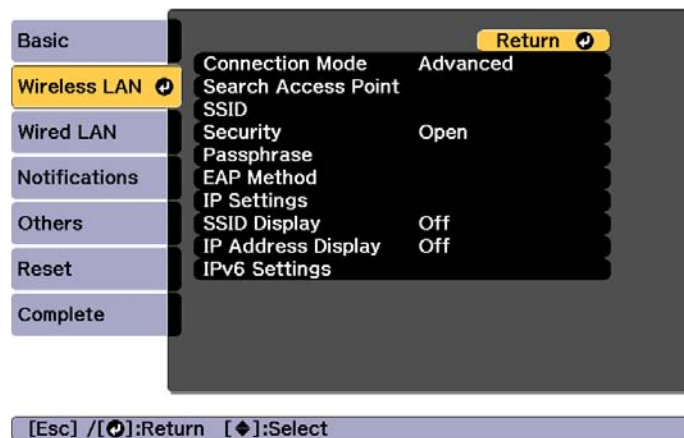 Basic
Wireless LAN
Wired LAN
Notifications
Others
Reset
Complete
Return
Connection Mode Advanced
Search Access Point
SSID
Security Open
Passphrase
EAP Method
IP Settings
SSID Display Off
IP Address Display Off
IPv6 Settings
[Esc] /[]:Return []:Select